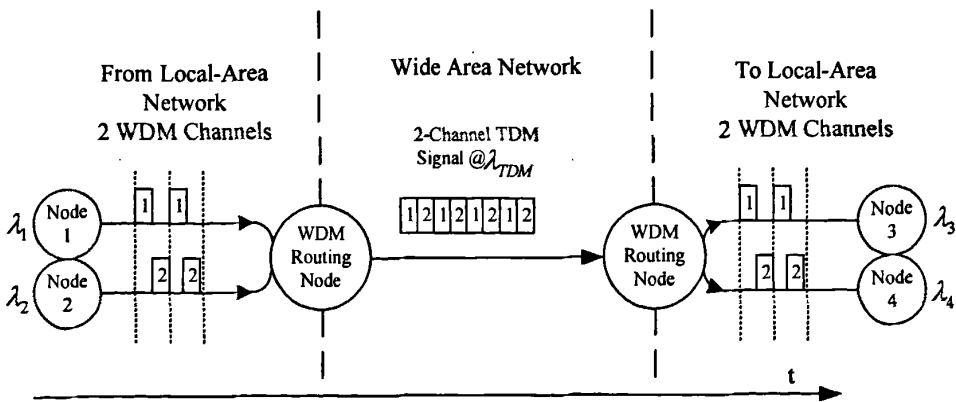 From Local-Area
Network
2 WDM Channels
Wide Area Network
To Local-Area
Network
2 WDM Channels
2-Channel TDM
Signal @λTDM
1 1
1 2 1 2 1 2 1 2
1 1
λ1
Node
1
WDM
Routing
Node
WDM
Routing
Node
Node
3
λ3
λ2
Node
2
2 2
2 2
Node
4
λ4
t